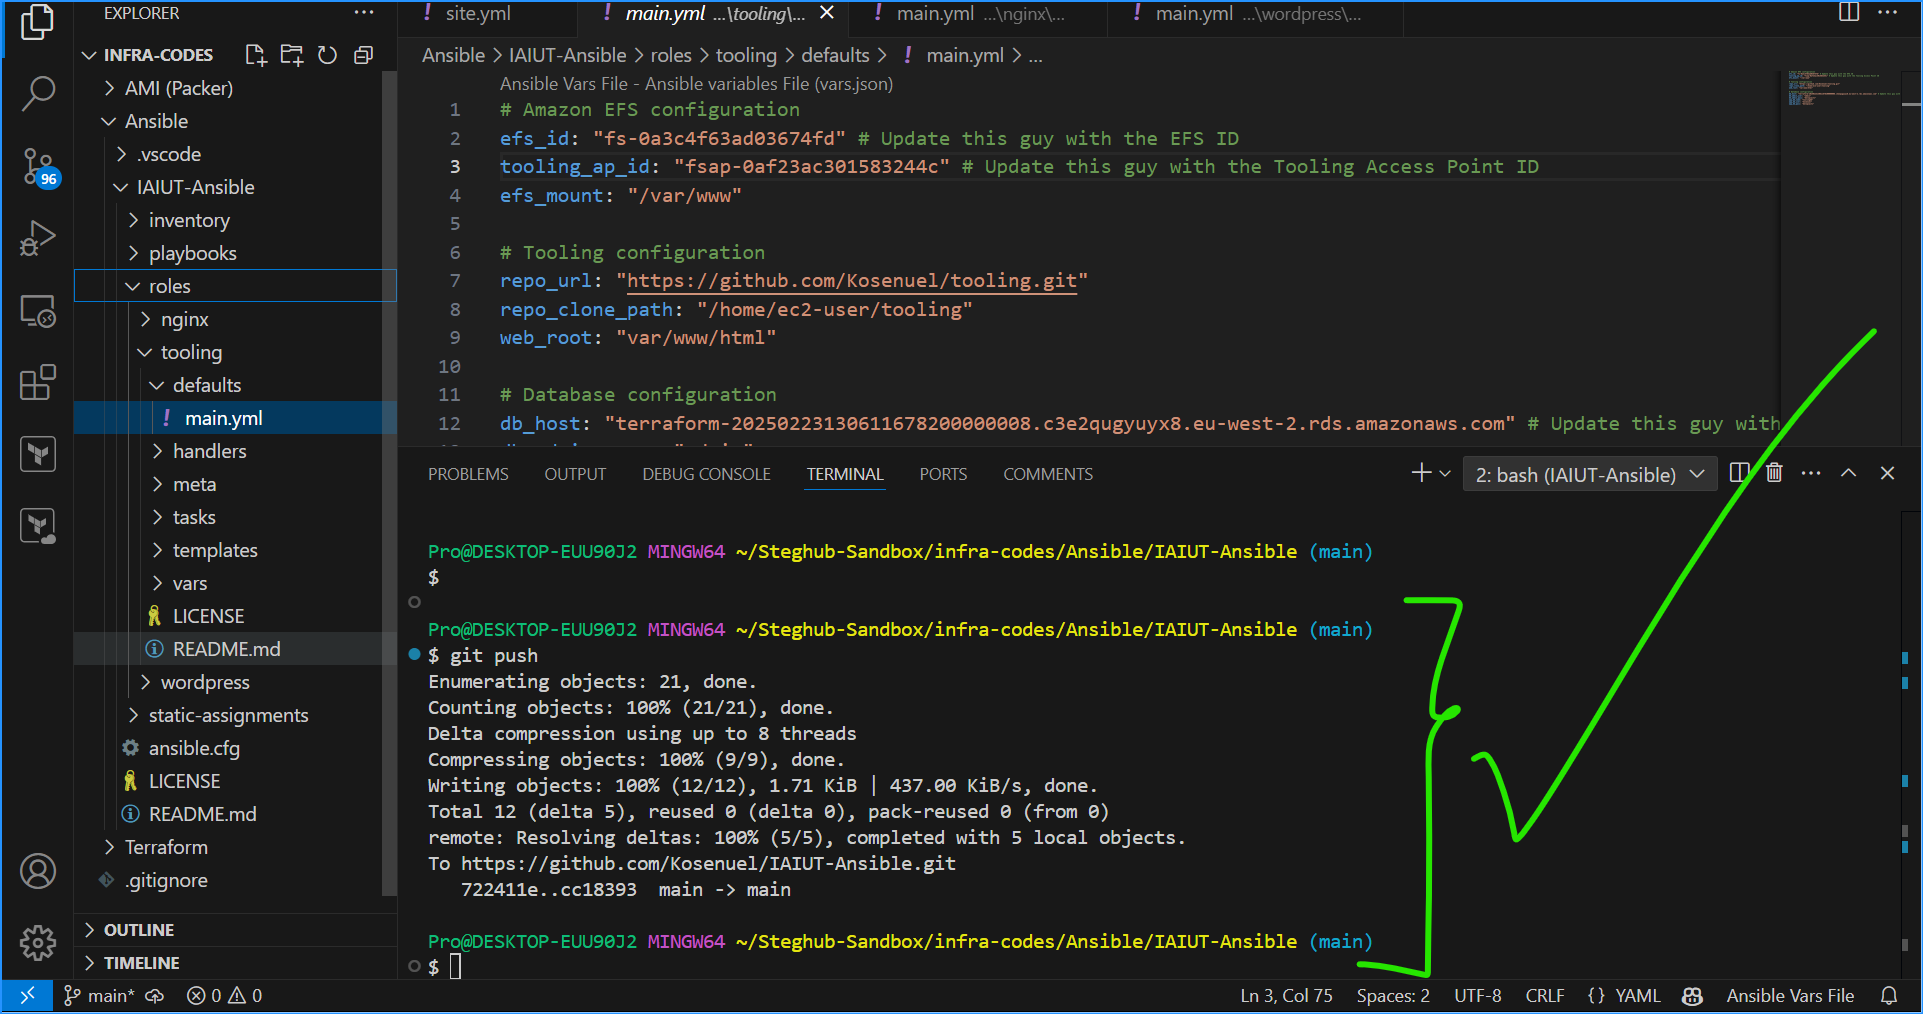 EXPLORER
INFRA-CODES
AMI (Packer)
Ansible
.vscode
IAIUT-Ansible
inventory
playbooks
roles
nginx
tooling
defaults
! main.yml
handlers
meta
tasks
templates
vars
LICENSE
README.md
wordpress
static-assignments
ansible.cfg
LICENSE
README.md
Terraform
.gitignore
OUTLINE
TIMELINE
96
! site.yml
! main.yml ...\tooling\...
! main.yml ...\nginx\...
! main.yml ...\wordpress\...
Ansible > IAIUT-Ansible > roles > tooling > defaults > ! main.yml > ...
Ansible Vars File - Ansible variables File (vars.json)
1 # Amazon EFS configuration
2 efs_id: "fs-0a3c4f63ad03674fd" # Update this guy with the EFS ID
3 tooling_ap_id: "fsap-0af23ac301583244c" # Update this guy with the Tooling Access Point ID
4 efs_mount: "/var/www"
5
6 # Tooling configuration
7 repo_url: "https://github.com/Kosenuel/tooling.git"
8 repo_clone_path: "/home/ec2-user/tooling"
9 web_root: "var/www/html"
10
11 # Database configuration
12 db_host: "terraform-20250223130611678200000008.c3e2qugyuyx8.eu-west-2.rds.amazonaws.com" # Update this guy with
PROBLEMS OUTPUT DEBUG CONSOLE TERMINAL PORTS COMMENTS
2: bash (IAIUT-Ansible)
Pro@DESKTOP-EUU90J2 MINGW64 ~/Steghub-Sandbox/infra-codes/Ansible/IAIUT-Ansible (main)
$
Pro@DESKTOP-EUU90J2 MINGW64 ~/Steghub-Sandbox/infra-codes/Ansible/IAIUT-Ansible (main)
$ git push
Enumerating objects: 21, done.
Counting objects: 100% (21/21), done.
Delta compression using up to 8 threads
Compressing objects: 100% (9/9), done.
Writing objects: 100% (12/12), 1.71 KiB | 437.00 KiB/s, done.
Total 12 (delta 5), reused 0 (delta 0), pack-reused 0 (from 0)
remote: Resolving deltas: 100% (5/5), completed with 5 local objects.
To https://github.com/Kosenuel/IAIUT-Ansible.git
722411e..cc18393 main -> main
Pro@DESKTOP-EUU90J2 MINGW64 ~/Steghub-Sandbox/infra-codes/Ansible/IAIUT-Ansible (main)
$
main* 0 0 Ln 3, Col 75 Spaces: 2 UTF-8 CRLF {} YAML Ansible Vars File